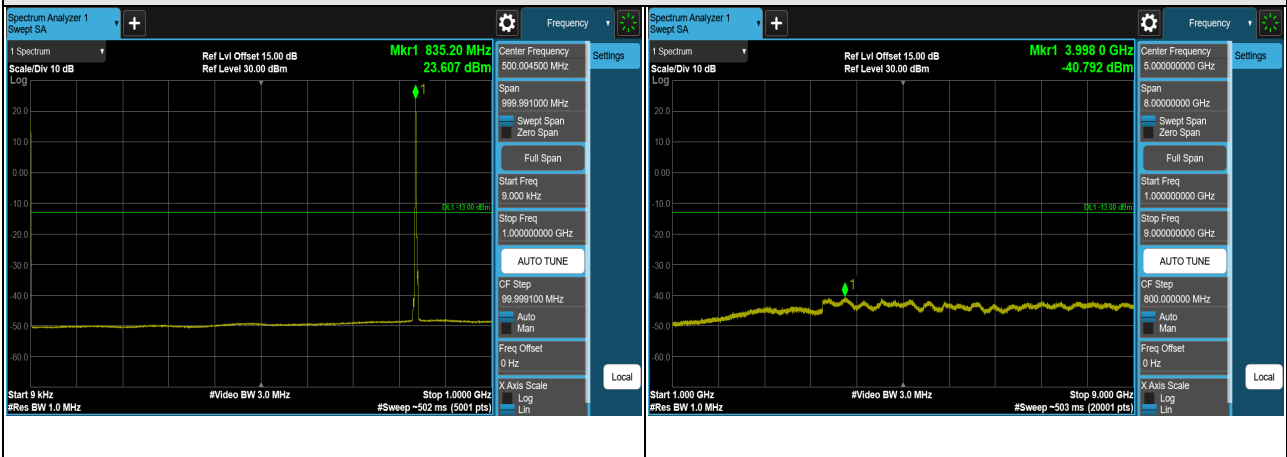 Spectrum Analyzer 1
Swept SA
+
Frequency
1 Spectrum
Scale/Div 10 dB
Log
Ref Lvl Offset 15.00 dB
Ref Level 30.00 dBm
Mkr1 835.20 MHz
23.607 dBm
1
20.0
10.0
0.00
-10.0
-20.0
-30.0
-40.0
-50.0
-60.0
DL1 -13.00 dBm
Start 9 kHz
#Res BW 1.0 MHz
#Video BW 3.0 MHz
Stop 1.0000 GHz
#Sweep ~502 ms (5001 pts)
Center Frequency
500.004500 MHz
Span
999.991000 MHz
Swept Span
Zero Span
Full Span
Start Freq
9.000 kHz
Stop Freq
1.000000000 GHz
AUTO TUNE
CF Step
99.999100 MHz
Auto
Man
Freq Offset
0 Hz
X Axis Scale
Log
Lin
Settings
Local
Spectrum Analyzer 1
Swept SA
+
Frequency
1 Spectrum
Scale/Div 10 dB
Log
Ref Lvl Offset 15.00 dB
Ref Level 30.00 dBm
Mkr1 3.998 0 GHz
-40.792 dBm
20.0
10.0
0.00
-10.0
-20.0
-30.0
-40.0
-50.0
-60.0
DL1 -13.00 dBm
1
Start 1.000 GHz
#Res BW 1.0 MHz
#Video BW 3.0 MHz
Stop 9.000 GHz
#Sweep ~503 ms (20001 pts)
Center Frequency
5.000000000 GHz
Span
8.00000000 GHz
Swept Span
Zero Span
Full Span
Start Freq
1.000000000 GHz
Stop Freq
9.000000000 GHz
AUTO TUNE
CF Step
800.000000 MHz
Auto
Man
Freq Offset
0 Hz
X Axis Scale
Log
Lin
Settings
Local